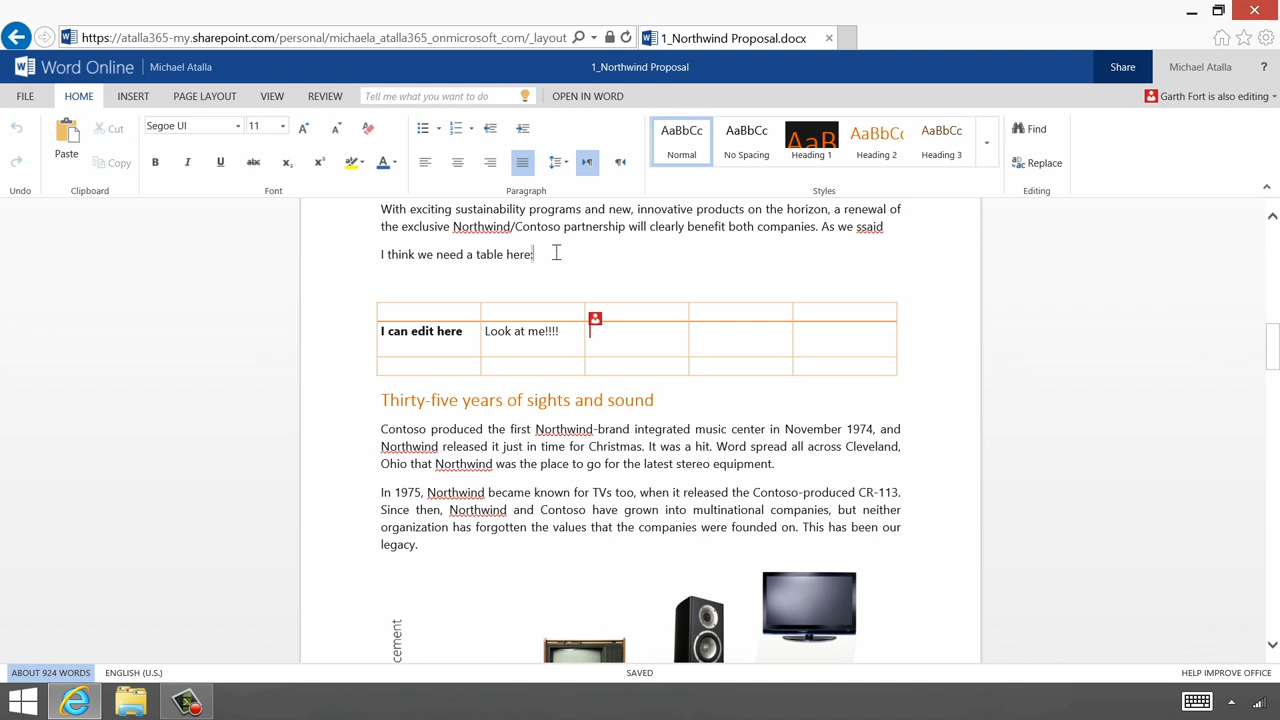 https://atalla365-my.sharepoint.com/personal/michaela_atalla365_onmicrosoft_com/_layout
1_Northwind Proposal.docx
Word Online
Michael Atalla
1_Northwind Proposal
Share
Michael Atalla
?
FILE
HOME
INSERT
PAGE LAYOUT
VIEW
REVIEW
Tell me what you want to do
OPEN IN WORD
Garth Fort is also editing
Paste
Cut
Copy
Segoe UI
11
B
I
U
abc
AaBbCc
AaBbCc
AaB
AaBbCc
AaBbCc
Normal
No Spacing
Heading 1
Heading 2
Heading 3
Find
Replace
Undo
Clipboard
Font
Paragraph
Styles
Editing
With exciting sustainability programs and new, innovative products on the horizon, a renewal of
the exclusive Northwind/Contoso partnership will clearly benefit both companies. As we ssaid
I think we need a table here:
I can edit here
Look at me!!!!
Thirty-five years of sights and sound
Contoso produced the first Northwind-brand integrated music center in November 1974, and
Northwind released it just in time for Christmas. It was a hit. Word spread all across Cleveland,
Ohio that Northwind was the place to go for the latest stereo equipment.
In 1975, Northwind became known for TVs too, when it released the Contoso-produced CR-113.
Since then, Northwind and Contoso have grown into multinational companies, but neither
organization has forgotten the values that the companies were founded on. This has been our
legacy.
cement
ABOUT 924 WORDS
ENGLISH (U.S.)
SAVED
HELP IMPROVE OFFICE